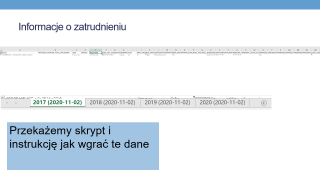 Informacje o zatrudnieniu
2017 (2020-11-02) 2018 (2020-11-02) 2019 (2020-11-02) 2020 (2020-11-02)
Przekażemy skrypt i
instrukcję jak wgrać te dane